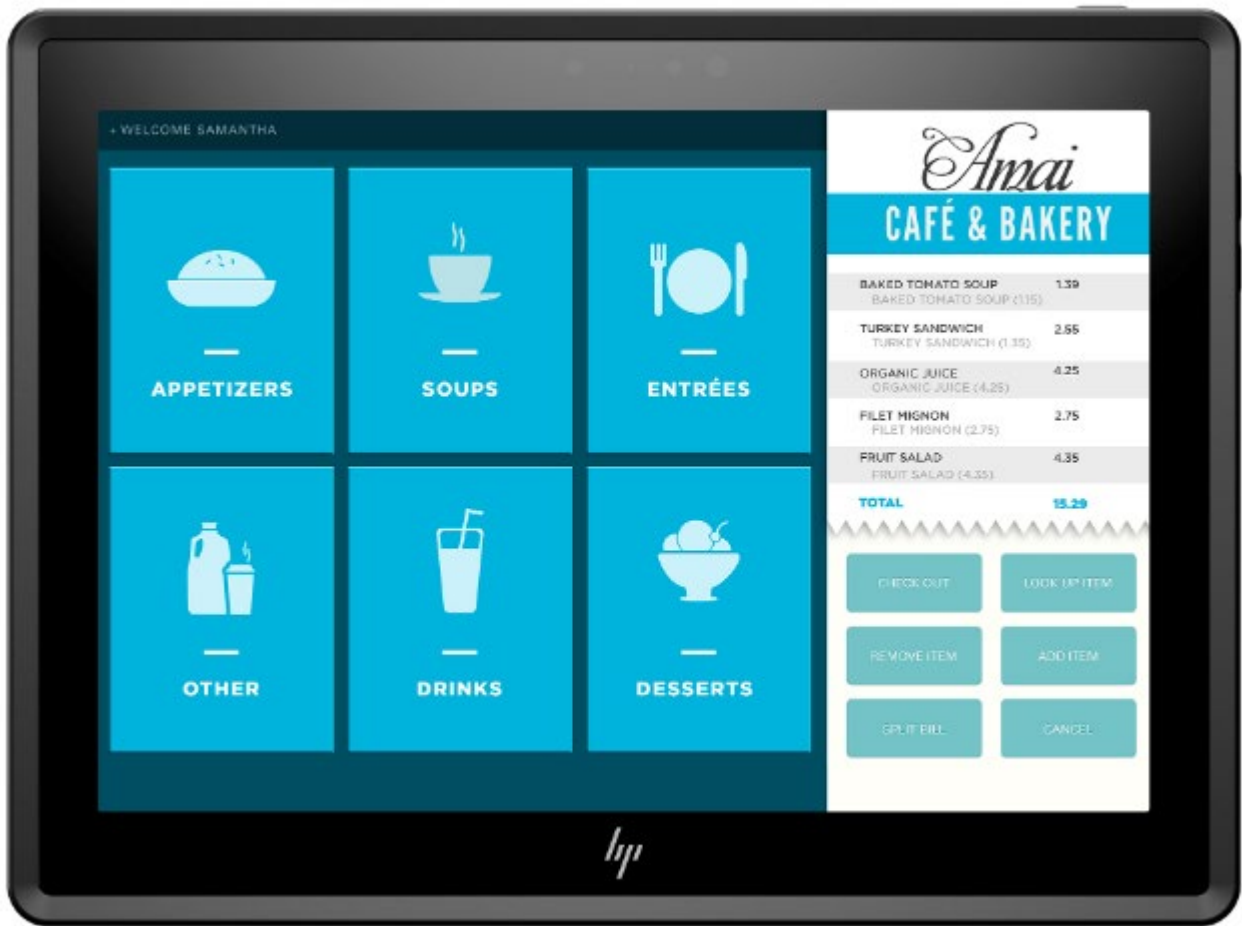 + WELCOME SAMANTHA
APPETIZERS
SOUPS
ENTRÉES
OTHER
DRINKS
DESSERTS
Amai
CAFÉ & BAKERY
BAKED TOMATO SOUP 1.39
BAKED TOMATO SOUP (1.15)
TURKEY SANDWICH 2.55
TURKEY SANDWICH (1.35)
ORGANIC JUICE 4.25
ORGANIC JUICE (4.25)
FILET MIGNON 2.75
FILET MIGNON (2.75)
FRUIT SALAD 4.35
FRUIT SALAD (4.35)
TOTAL 15.29
CHECK OUT LOOK UP ITEM
REMOVE ITEM ADD ITEM
SPLIT BILL CANCEL
hp